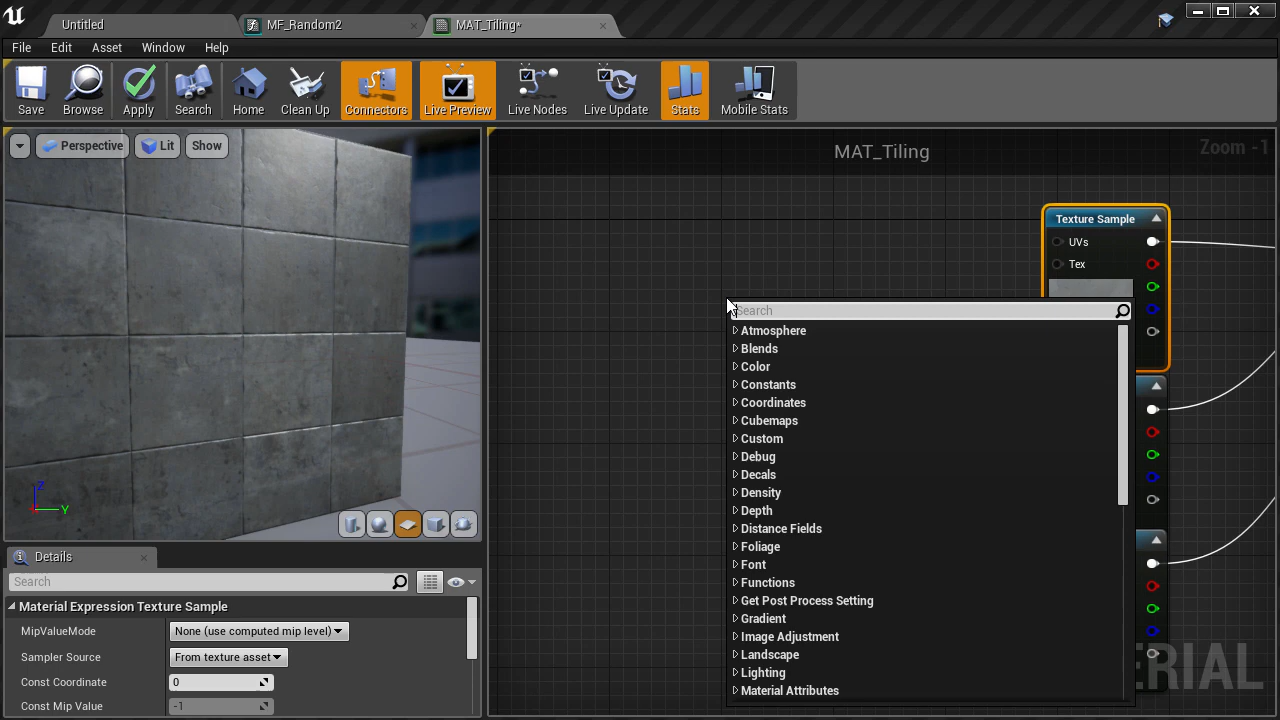 Untitled
MF_Random2
MAT_Tiling*
File Edit Asset Window Help
Save Browse Apply Search Home Clean Up Connectors Live Preview Live Nodes Live Update Stats Mobile Stats
Perspective Lit Show
MAT_Tiling
Zoom -1
Texture Sample
UVs
Tex
Search
Atmosphere
Blends
Color
Constants
Coordinates
Cubemaps
Custom
Debug
Decals
Density
Depth
Distance Fields
Foliage
Font
Functions
Get Post Process Setting
Gradient
Image Adjustment
Landscape
Lighting
Material Attributes
Z
Y
Details
Search
Material Expression Texture Sample
MipValueMode None (use computed mip level)
Sampler Source From texture asset
Const Coordinate 0
Const Mip Value -1
ERIAL